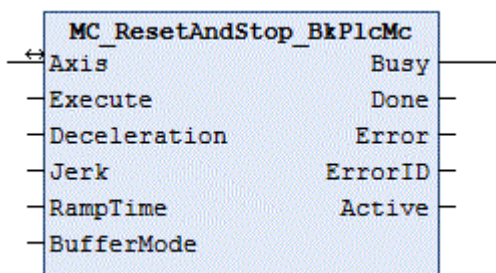 MC_ResetAndStop_BkPlcMc
Axis Busy
Execute Done
Deceleration Error
Jerk ErrorID
RampTime Active
BufferMode